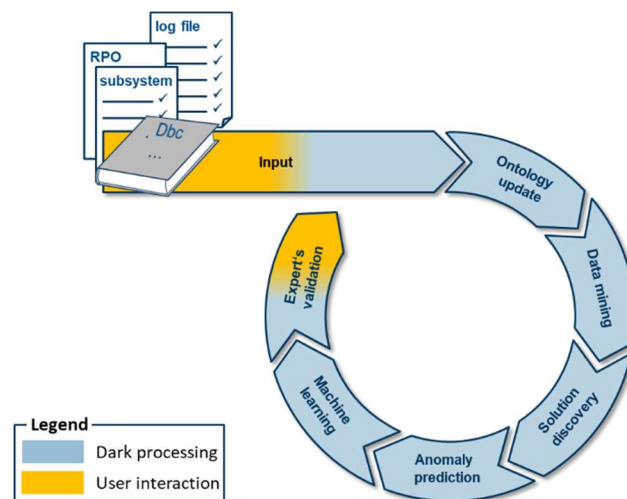 log file
RPO
subsystem
. Dbc
...
Input
Ontology
update
Data mining
Solution
discovery
Anomaly
prediction
Machine
learning
Expert's
validation
Legend
Dark processing
User interaction